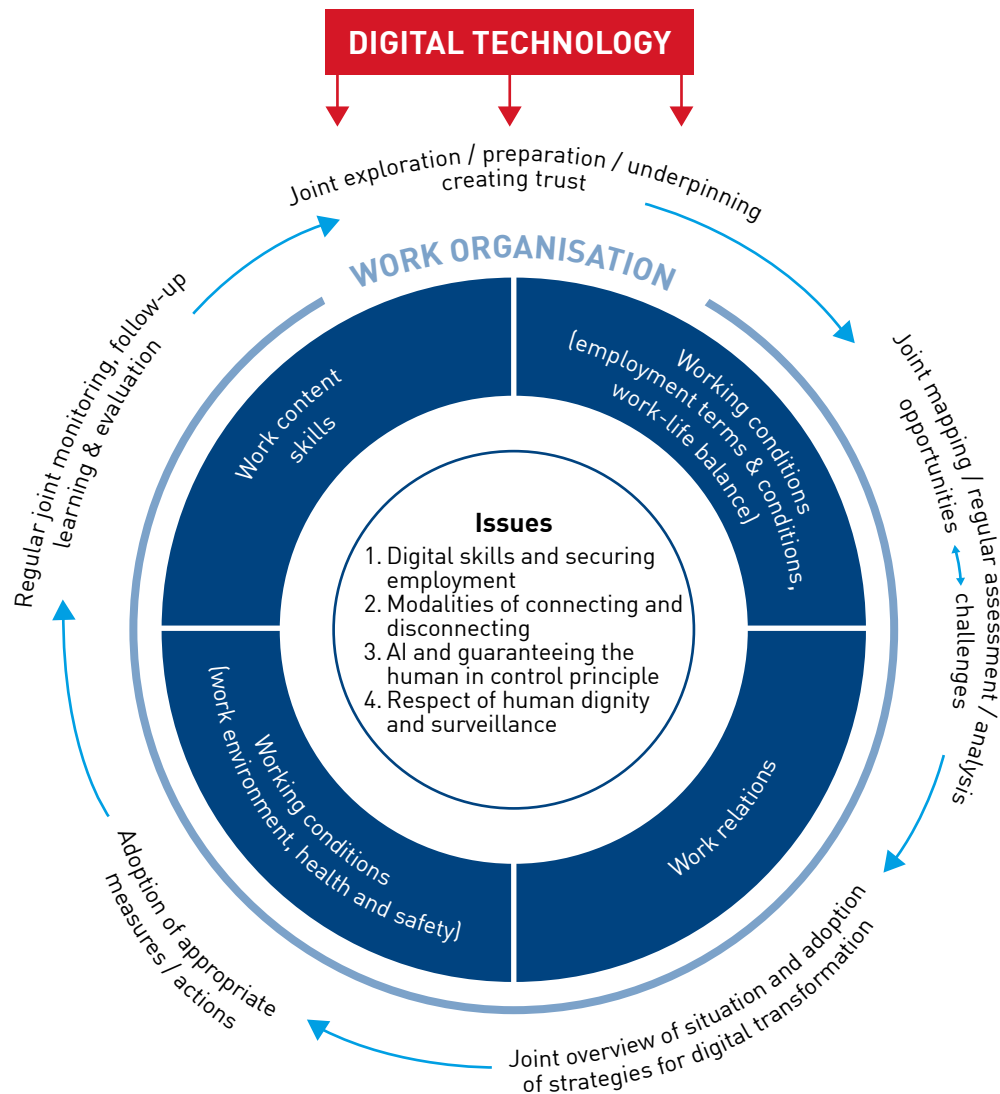 DIGITAL TECHNOLOGY
Joint exploration / preparation / underpinning
creating trust
WORK ORGANISATION
Joint mapping / regular assessment / analysis
opportunities
challenges
Joint overview of situation and adoption
of strategies for digital transformation
Adoption of appropriate
measures / actions
Regular joint monitoring, follow-up
learning & evaluation
Work content
skills
Working conditions
(employment terms & conditions,
work-life balance)
Work relations
Working conditions
(work environment, health and safety)
Issues
1. Digital skills and securing
employment
2. Modalities of connecting and
disconnecting
3. AI and guaranteeing the
human in control principle
4. Respect of human dignity
and surveillance